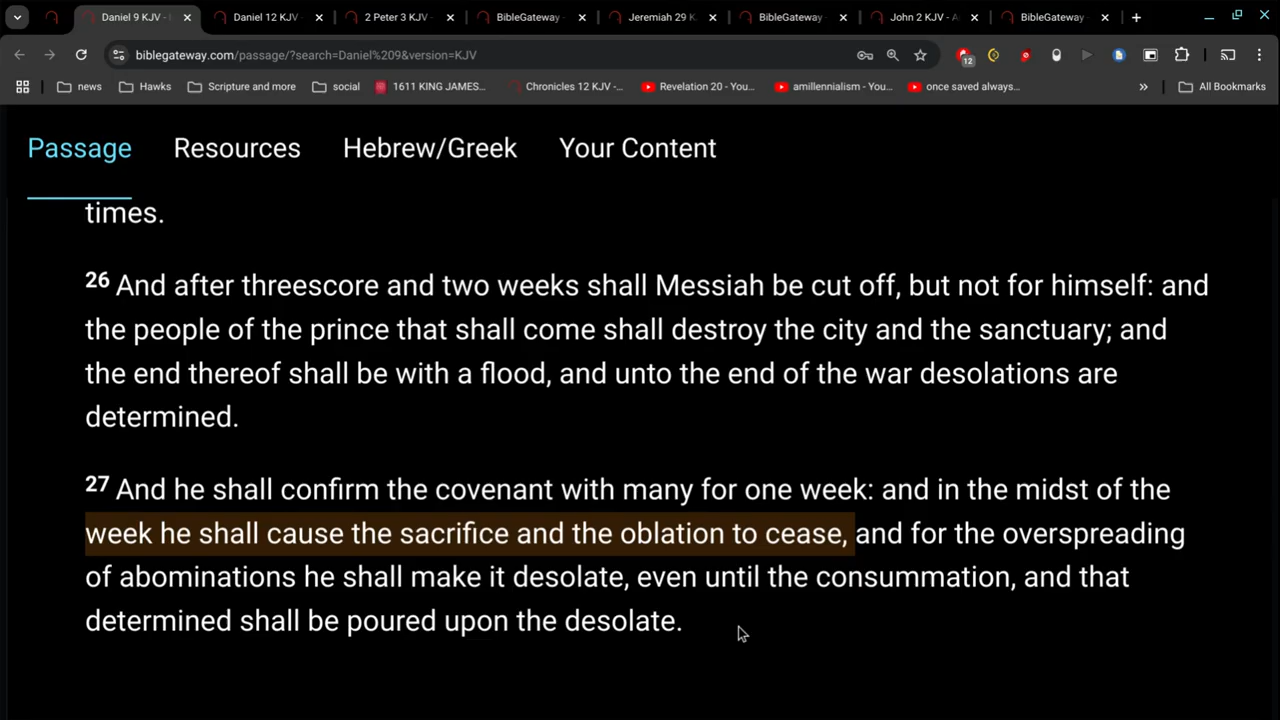 Daniel 9 KJV - 
Daniel 12 KJV
2 Peter 3 KJV -
BibleGateway
Jeremiah 29 K
BibleGateway
John 2 KJV - A
BibleGateway
biblegateway.com/passage/?search=Daniel%209&version=KJV
12
news
Hawks
Scripture and more
social
1611 KING JAMES...
Chronicles 12 KJV -...
Revelation 20 - You...
amillennialism - You...
once saved always...
»
All Bookmarks
Passage
Resources
Hebrew/Greek
Your Content
times.
26 And after threescore and two weeks shall Messiah be cut off, but not for himself: and
the people of the prince that shall come shall destroy the city and the sanctuary; and
the end thereof shall be with a flood, and unto the end of the war desolations are
determined.
27 And he shall confirm the covenant with many for one week: and in the midst of the
week he shall cause the sacrifice and the oblation to cease, and for the overspreading
of abominations he shall make it desolate, even until the consummation, and that
determined shall be poured upon the desolate.